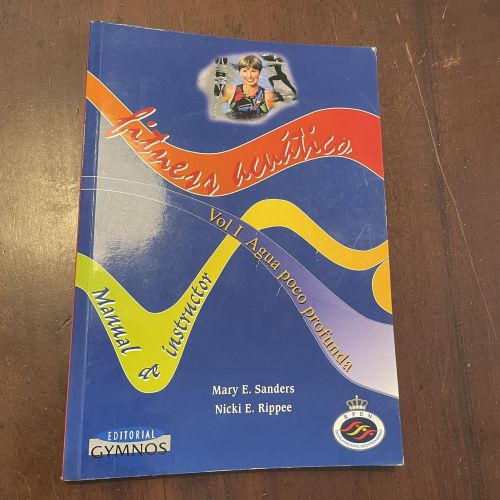 fitness acuático
Vol I Agua poco profunda
Manual de instructor
Mary E. Sanders
Nicki E. Rippee
EDITORIAL
GYMNOS